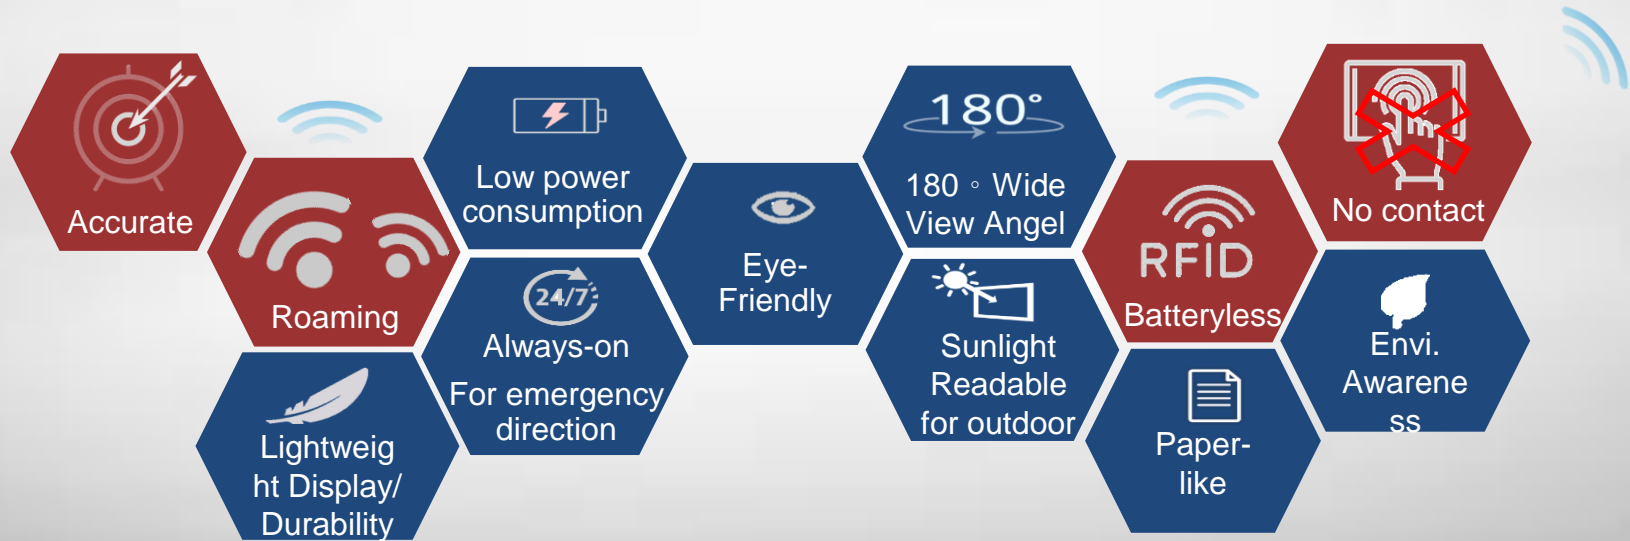 Accurate
Roaming
Lightweig
ht Display/
Durability
Low power
consumption
24/7
Always-on
For emergency
direction
Eye-
Friendly
180°
180 ◦ Wide
View Angel
Sunlight
Readable
for outdoor
RFID
Batteryless
Paper-
like
No contact
Envi.
Awarene
ss